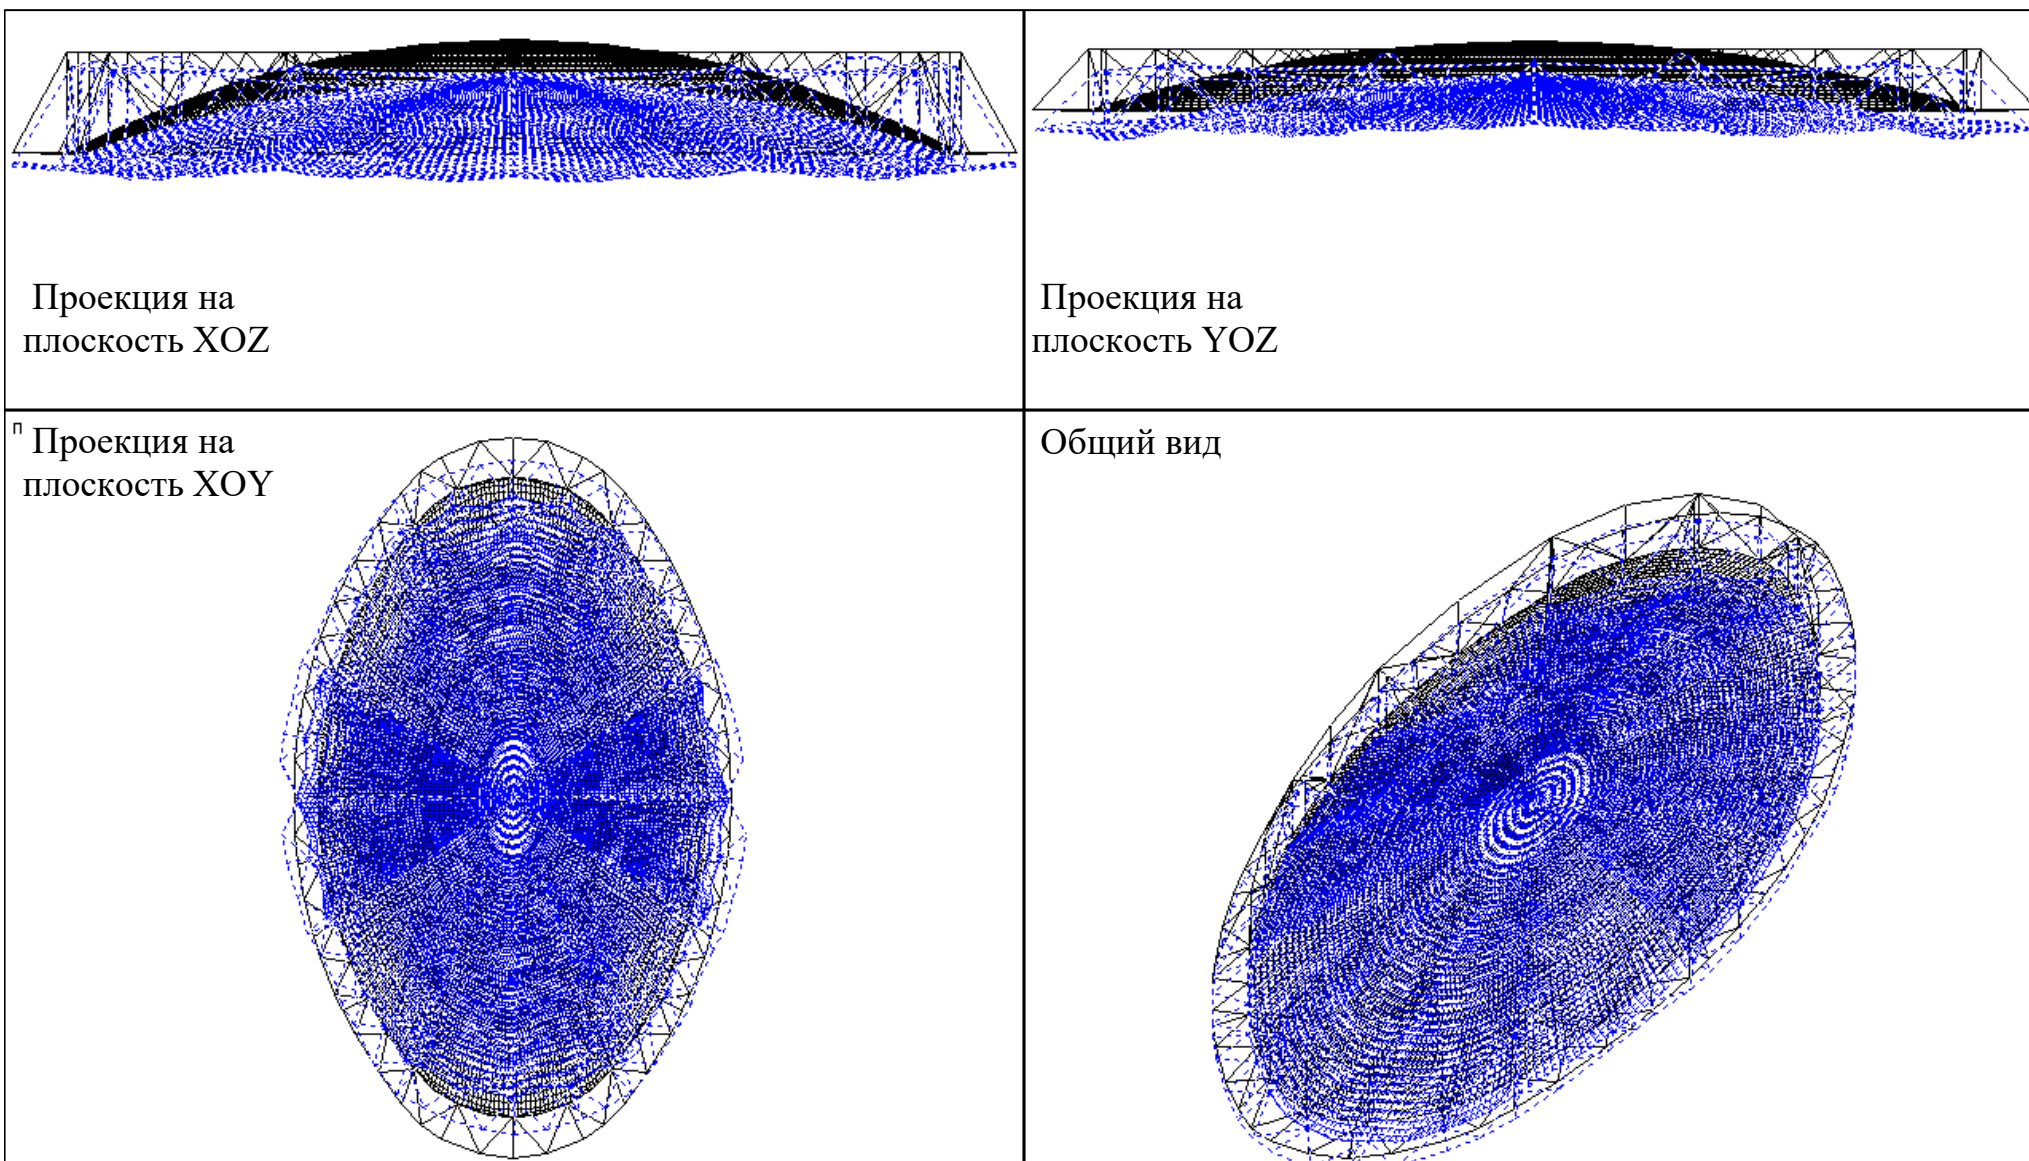 Проекция на
плоскость XOZ
Проекция на
плоскость YOZ
П
Проекция на
плоскость XOY
Общий вид